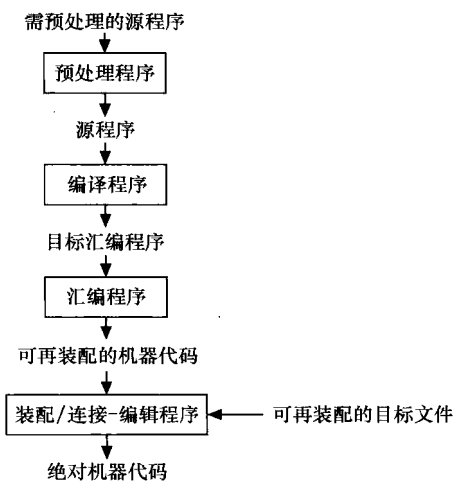 需预处理的源程序
预处理程序
源程序
编译程序
目标汇编程序
汇编程序
可再装配的机器代码
装配/连接-编辑程序
可再装配的目标文件
绝对机器代码